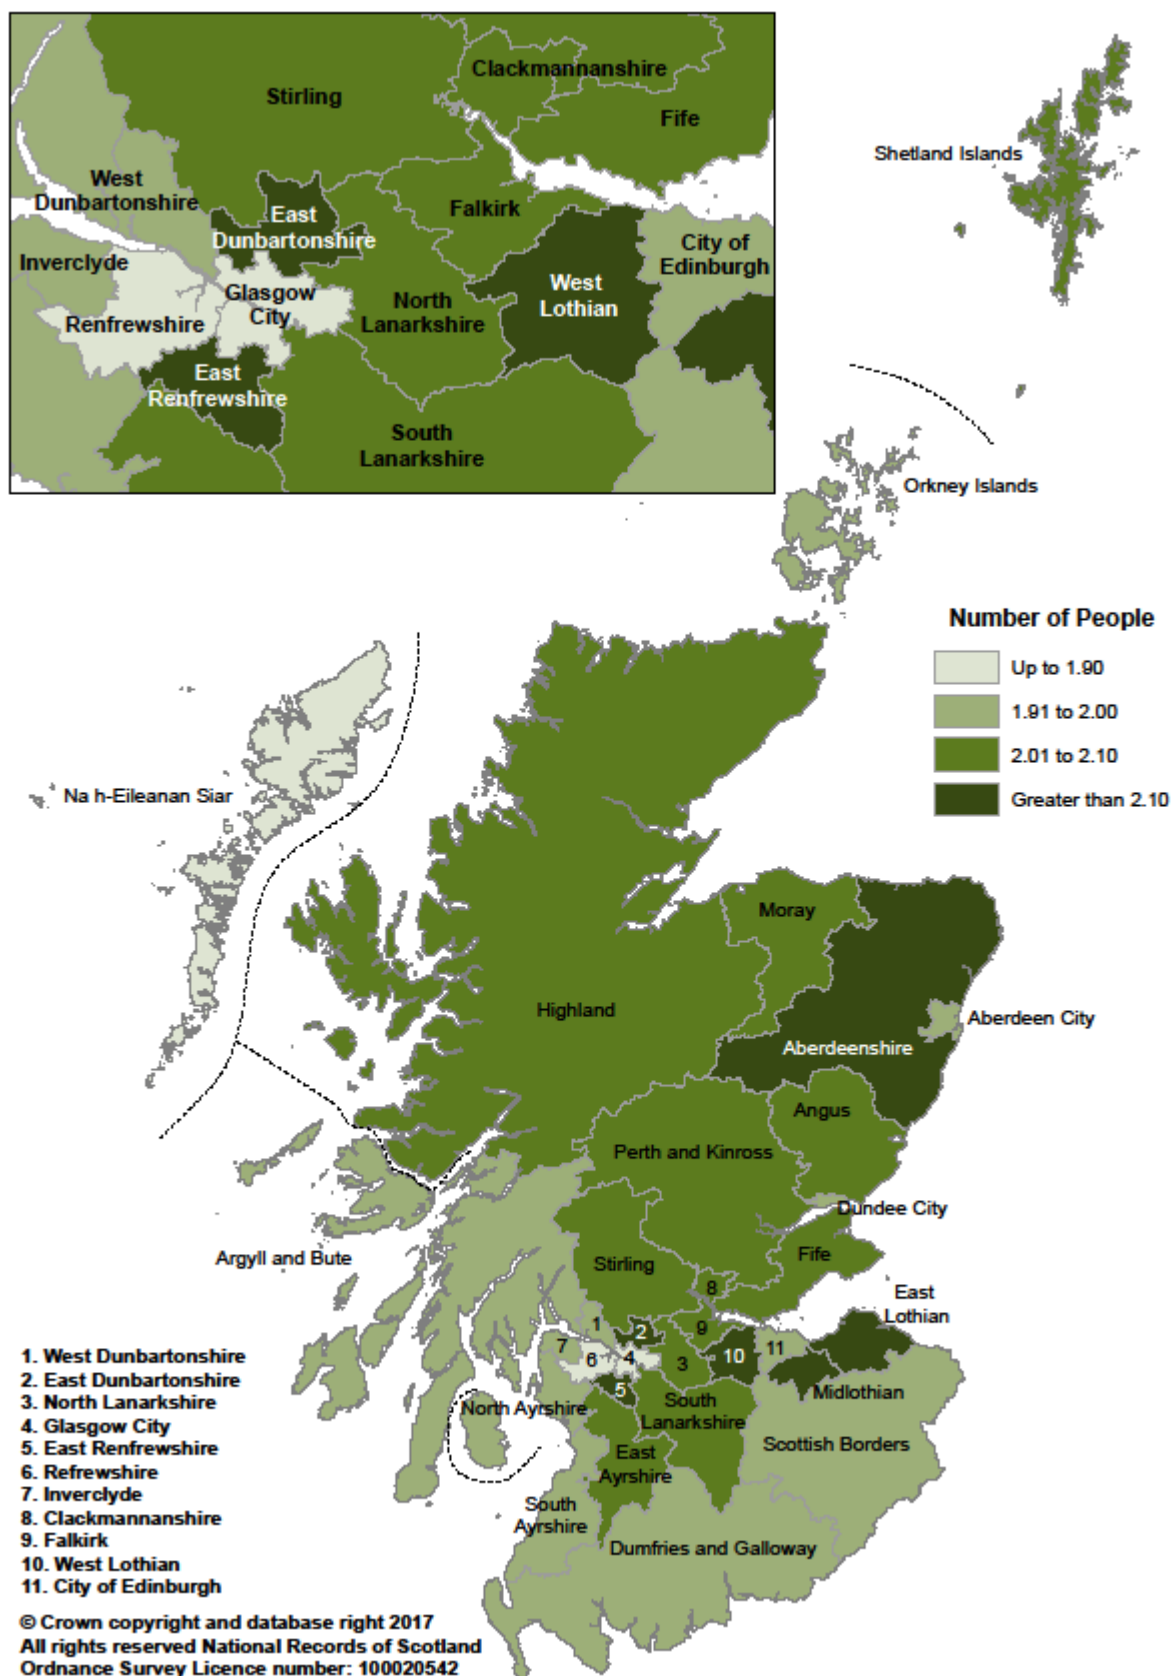 Clackmannanshire
Stirling
Fife
West
Dunbartonshire
East
Dunbartonshire
Falkirk
City of
Edinburgh
Inverclyde
Glasgow
City
West
Lothian
Renfrewshire
North
Lanarkshire
East
Renfrewshire
South
Lanarkshire
Shetland Islands
Orkney Islands
Number of People
Up to 1.90
1.91 to 2.00
2.01 to 2.10
Greater than 2.10
Na h-Eileanan Siar
Moray
Highland
Aberdeen City
Aberdeenshire
Angus
Perth and Kinross
Dundee City
Argyll and Bute
Stirling
Fife
8
East
Lothian
1
2
9
7
6
4
3
10
11
5
North Ayrshire
South
Lanarkshire
Midlothian
East
Ayrshire
Scottish Borders
South
Ayrshire
Dumfries and Galloway
1. West Dunbartonshire
2. East Dunbartonshire
3. North Lanarkshire
4. Glasgow City
5. East Renfrewshire
6. Refrewshire
7. Inverclyde
8. Clackmannanshire
9. Falkirk
10. West Lothian
11. City of Edinburgh
© Crown copyright and database right 2017
All rights reserved National Records of Scotland
Ordnance Survey Licence number: 100020542